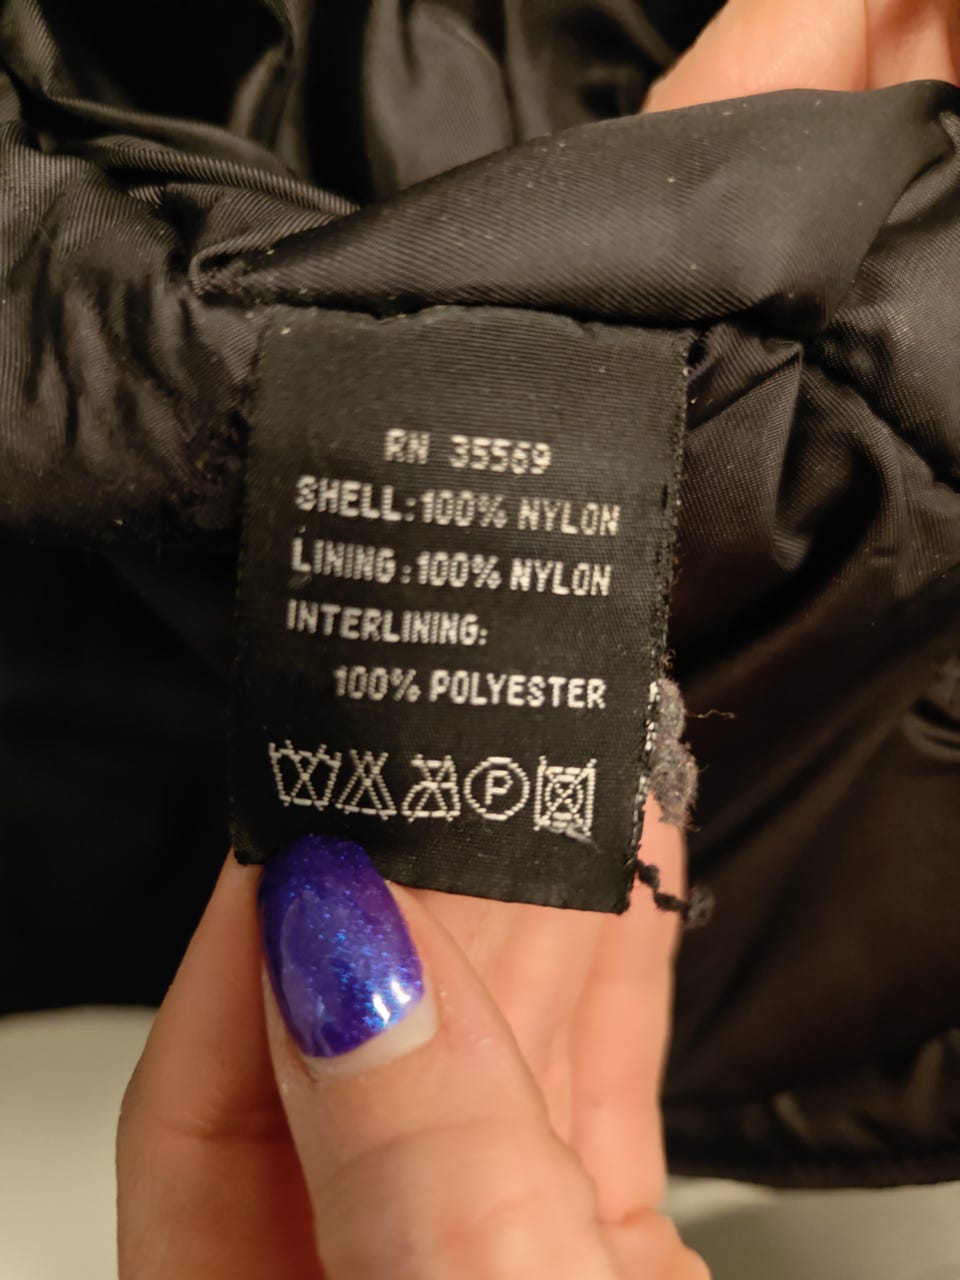 RN 35569
SHELL:100% NYLON
LINING:100% NYLON
INTERLINING:
100% POLYESTER
P